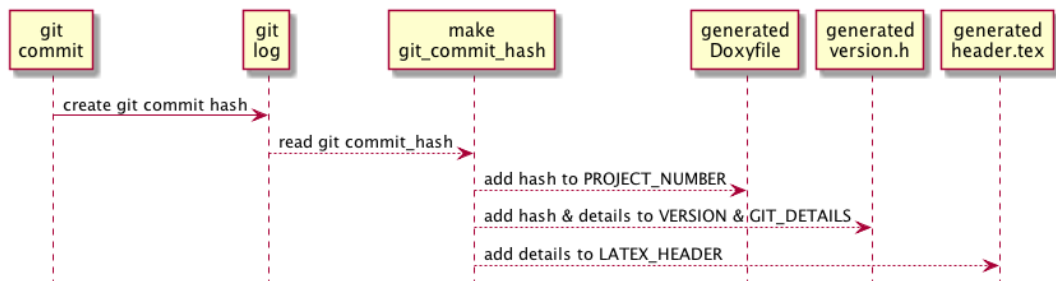 git
commit
git
log
make
git_commit_hash
generated
Doxyfile
generated
version.h
generated
header.tex
create git commit hash
read git commit_hash
add hash to PROJECT_NUMBER
add hash & details to VERSION & GIT_DETAILS
add details to LATEX_HEADER